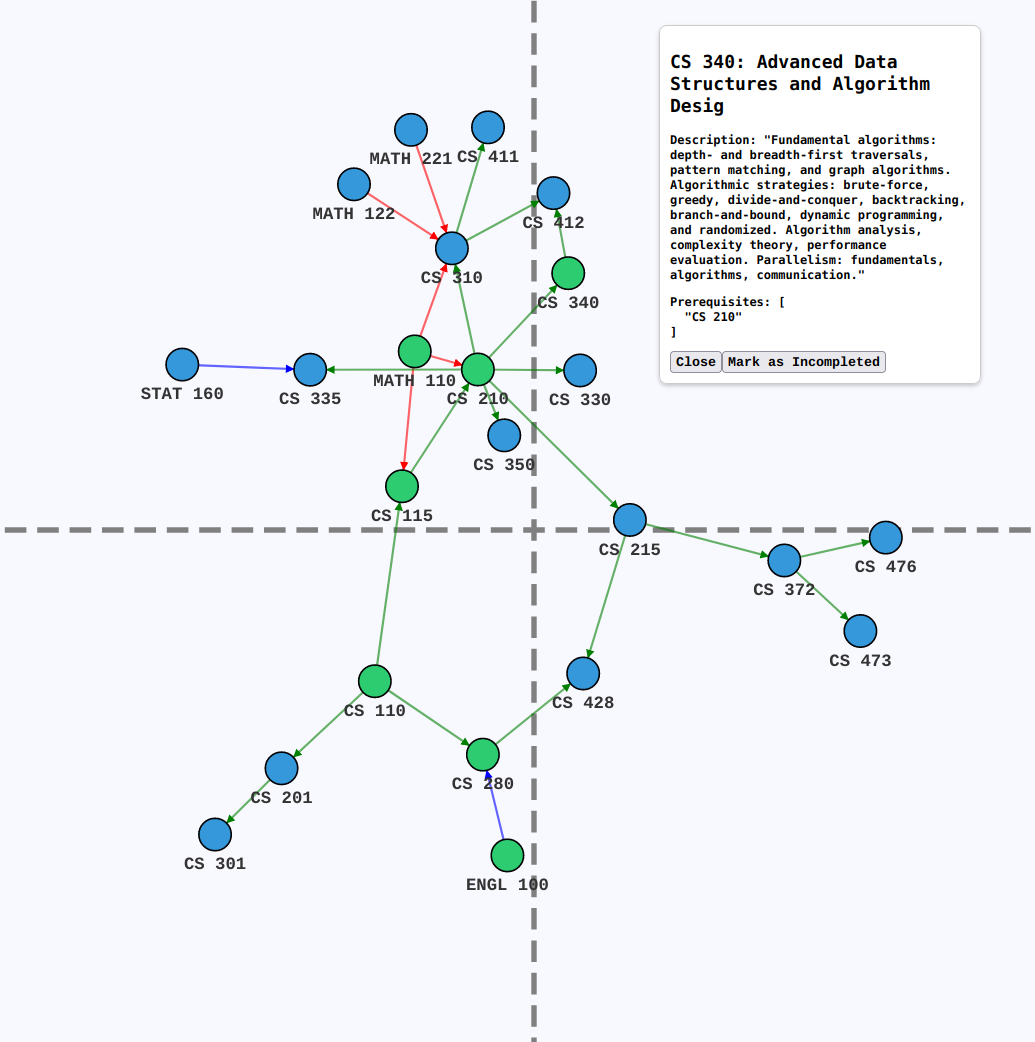 CS 340: Advanced Data
Structures and Algorithm
Desig
Description: "Fundamental algorithms:
depth- and breadth-first traversals,
pattern matching, and graph algorithms.
Algorithmic strategies: brute-force,
greedy, divide-and-conquer, backtracking,
branch-and-bound, dynamic programming,
and randomized. Algorithm analysis,
complexity theory, performance
evaluation. Parallelism: fundamentals,
algorithms, communication."
Prerequisites: [
"CS 210"
]
Close
Mark as Incompleted
MATH 221
CS 411
MATH 122
CS 412
CS 310
CS 340
MATH 110
STAT 160
CS 335
CS 210
CS 330
CS 350
CS 115
CS 215
CS 476
CS 372
CS 473
CS 428
CS 110
CS 280
CS 201
CS 301
ENGL 100